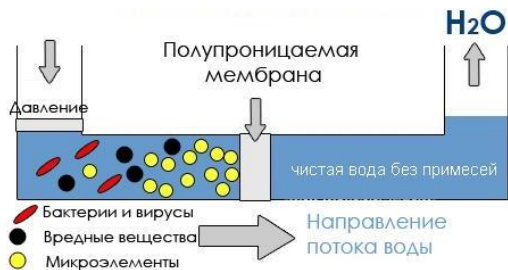 H2O
Полупроницаемая
мембрана
Давление
чистая вода без примесей
Бактерии и вирусы
Вредные вещества
Микроэлементы
Направление
потока воды